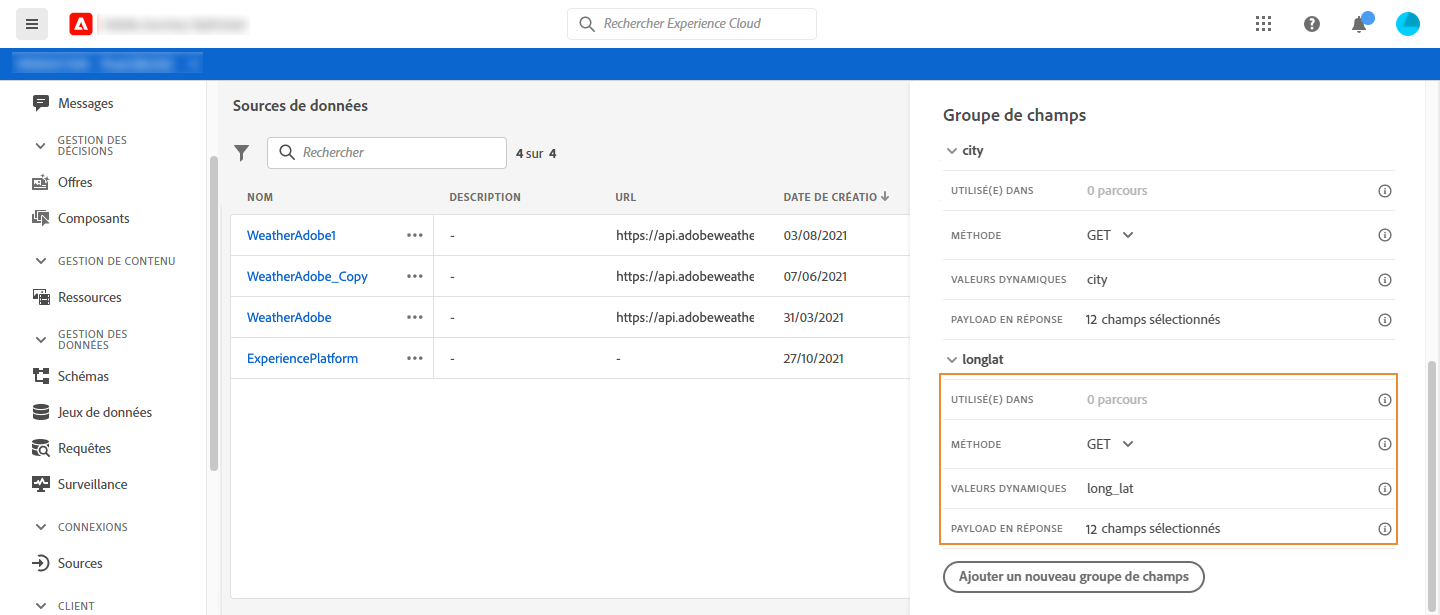 Rechercher Experience Cloud
Messages
GESTION DES
DÉCISIONS
Offres
Composants
GESTION DE CONTENU
Ressources
GESTION DES
DONNÉES
Schémas
Jeux de données
Requêtes
Surveillance
CONNEXIONS
Sources
CLIENT
Sources de données
Rechercher
4 sur 4
NOM DESCRIPTION URL DATE DE CRÉATIO
WeatherAdobe1 - https://api.adobeweathe 03/08/2021
WeatherAdobe_Copy - https://api.adobeweathe 07/06/2021
WeatherAdobe - https://api.adobeweathe 31/03/2021
ExperiencePlatform - - 27/10/2021
Groupe de champs
city
UTILISÉ(E) DANS 0 parcours
MÉTHODE GET
VALEURS DYNAMIQUES city
PAYLOAD EN RÉPONSE 12 champs sélectionnés
longlat
UTILISÉ(E) DANS 0 parcours
MÉTHODE GET
VALEURS DYNAMIQUES long_lat
PAYLOAD EN RÉPONSE 12 champs sélectionnés
Ajouter un nouveau groupe de champs